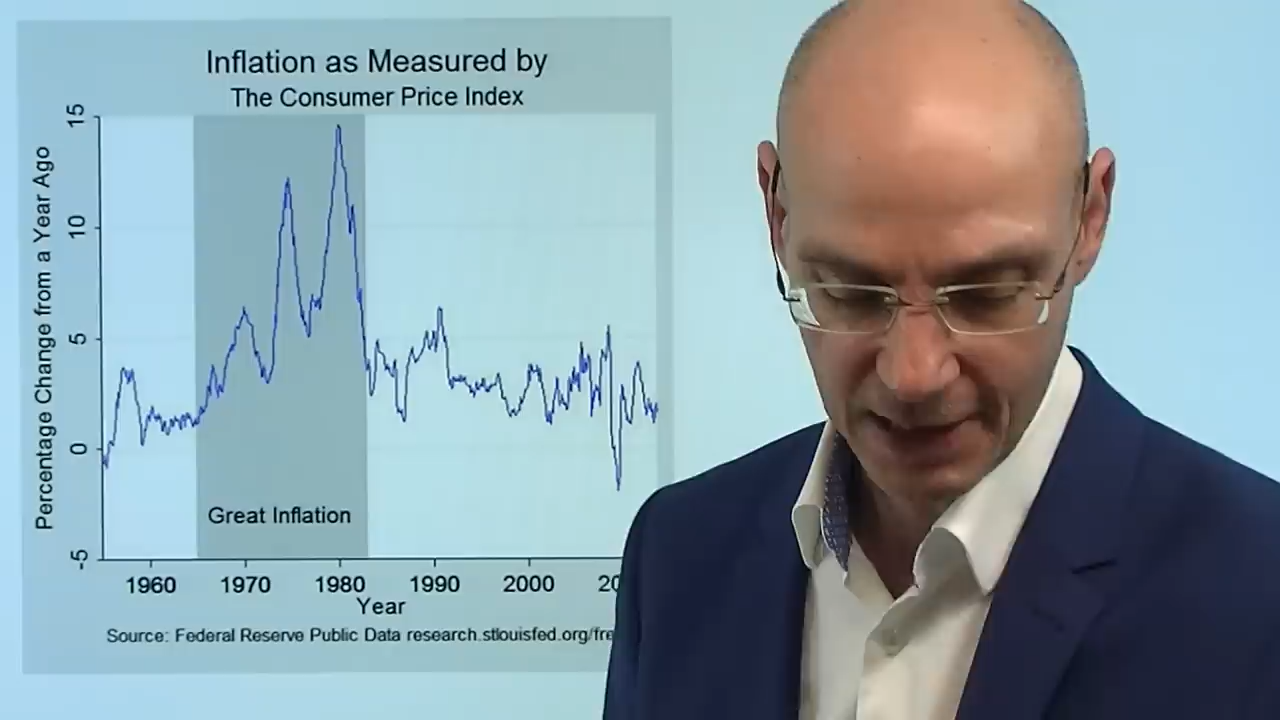 Inflation as Measured by
The Consumer Price Index
Percentage Change from a Year Ago
15
10
5
0
-5
Great Inflation
1960 1970 1980 1990 2000
Year
Source: Federal Reserve Public Data research.stlouisfed.org/fre